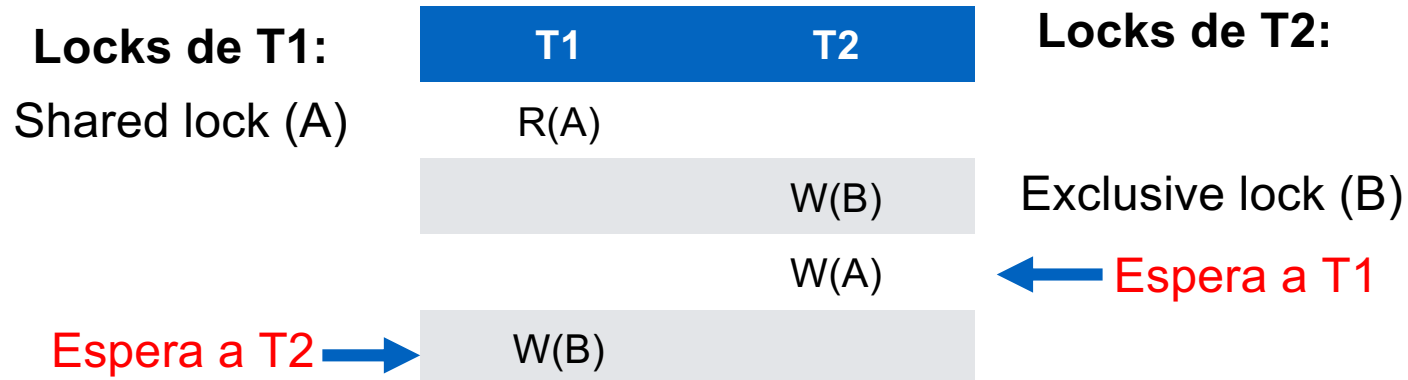 Locks de T1:
T1 T2
Locks de T2:
Shared lock (A)
R(A)
W(B)
Exclusive lock (B)
W(A)
Espera a T1
Espera a T2
W(B)